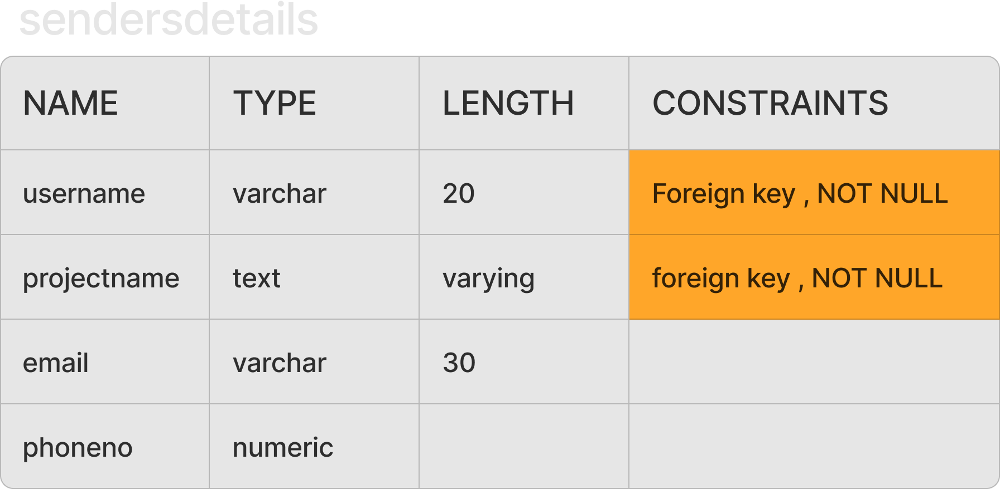 sendersdetails
NAME TYPE LENGTH CONSTRAINTS
username varchar 20 Foreign key , NOT NULL
projectname text varying foreign key , NOT NULL
email varchar 30
phoneno numeric